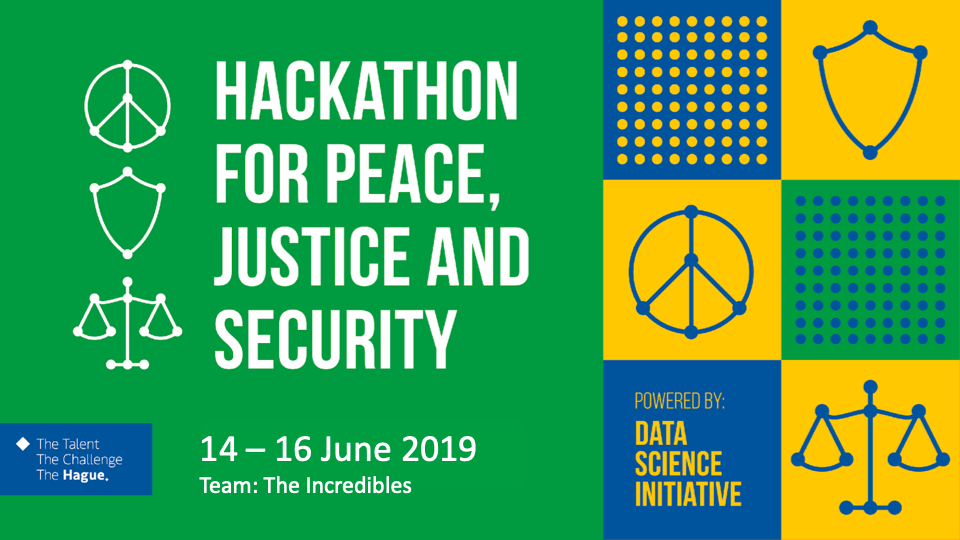 HACKATHON
FOR PEACE,
JUSTICE AND
SECURITY
14 – 16 June 2019
Team: The Incredibles
The Talent
The Challenge
The Hague.
POWERED BY:
DATA
SCIENCE
INITIATIVE